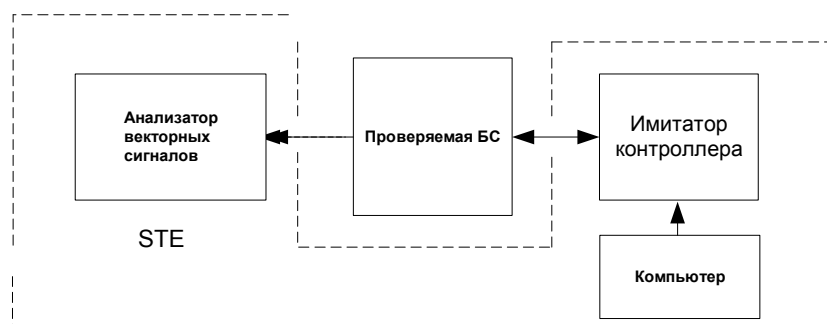 Анализатор
векторных
сигналов
Проверяемая БС
Имитатор
контроллера
STE
Компьютер